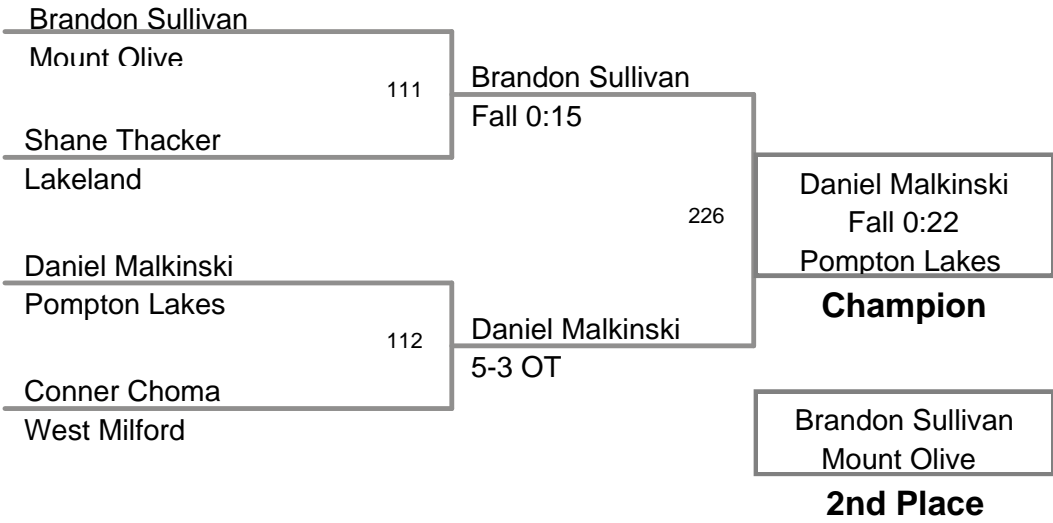 Brandon Sullivan
Mount Olive
111
Shane Thacker
Lakeland
Brandon Sullivan
Fall 0:15
Daniel Malkinski
Pompton Lakes
112
Conner Choma
West Milford
Daniel Malkinski
5-3 OT
226
Daniel Malkinski
Fall 0:22
Pompton Lakes
Champion
Brandon Sullivan
Mount Olive
2nd Place